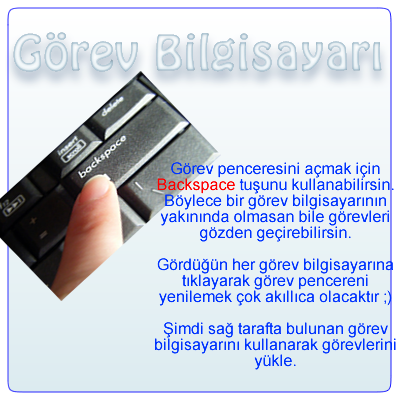 Görev Bilgisayarı
delete
insert
backspace
Görev penceresini açmak için
Backspace tuşunu kullanabilirsin.
Böylece bir görev bilgisayarının
yakınında olmasan bile görevleri
gözden geçirebilirsin.
Gördüğün her görev bilgisayarına
tıklayarak görev pencereni
yenilemek çok akıllıca olacaktır ;)
Şimdi sağ tarafta bulunan görev
bilgisayarını kullanarak görevlerini
yükle.